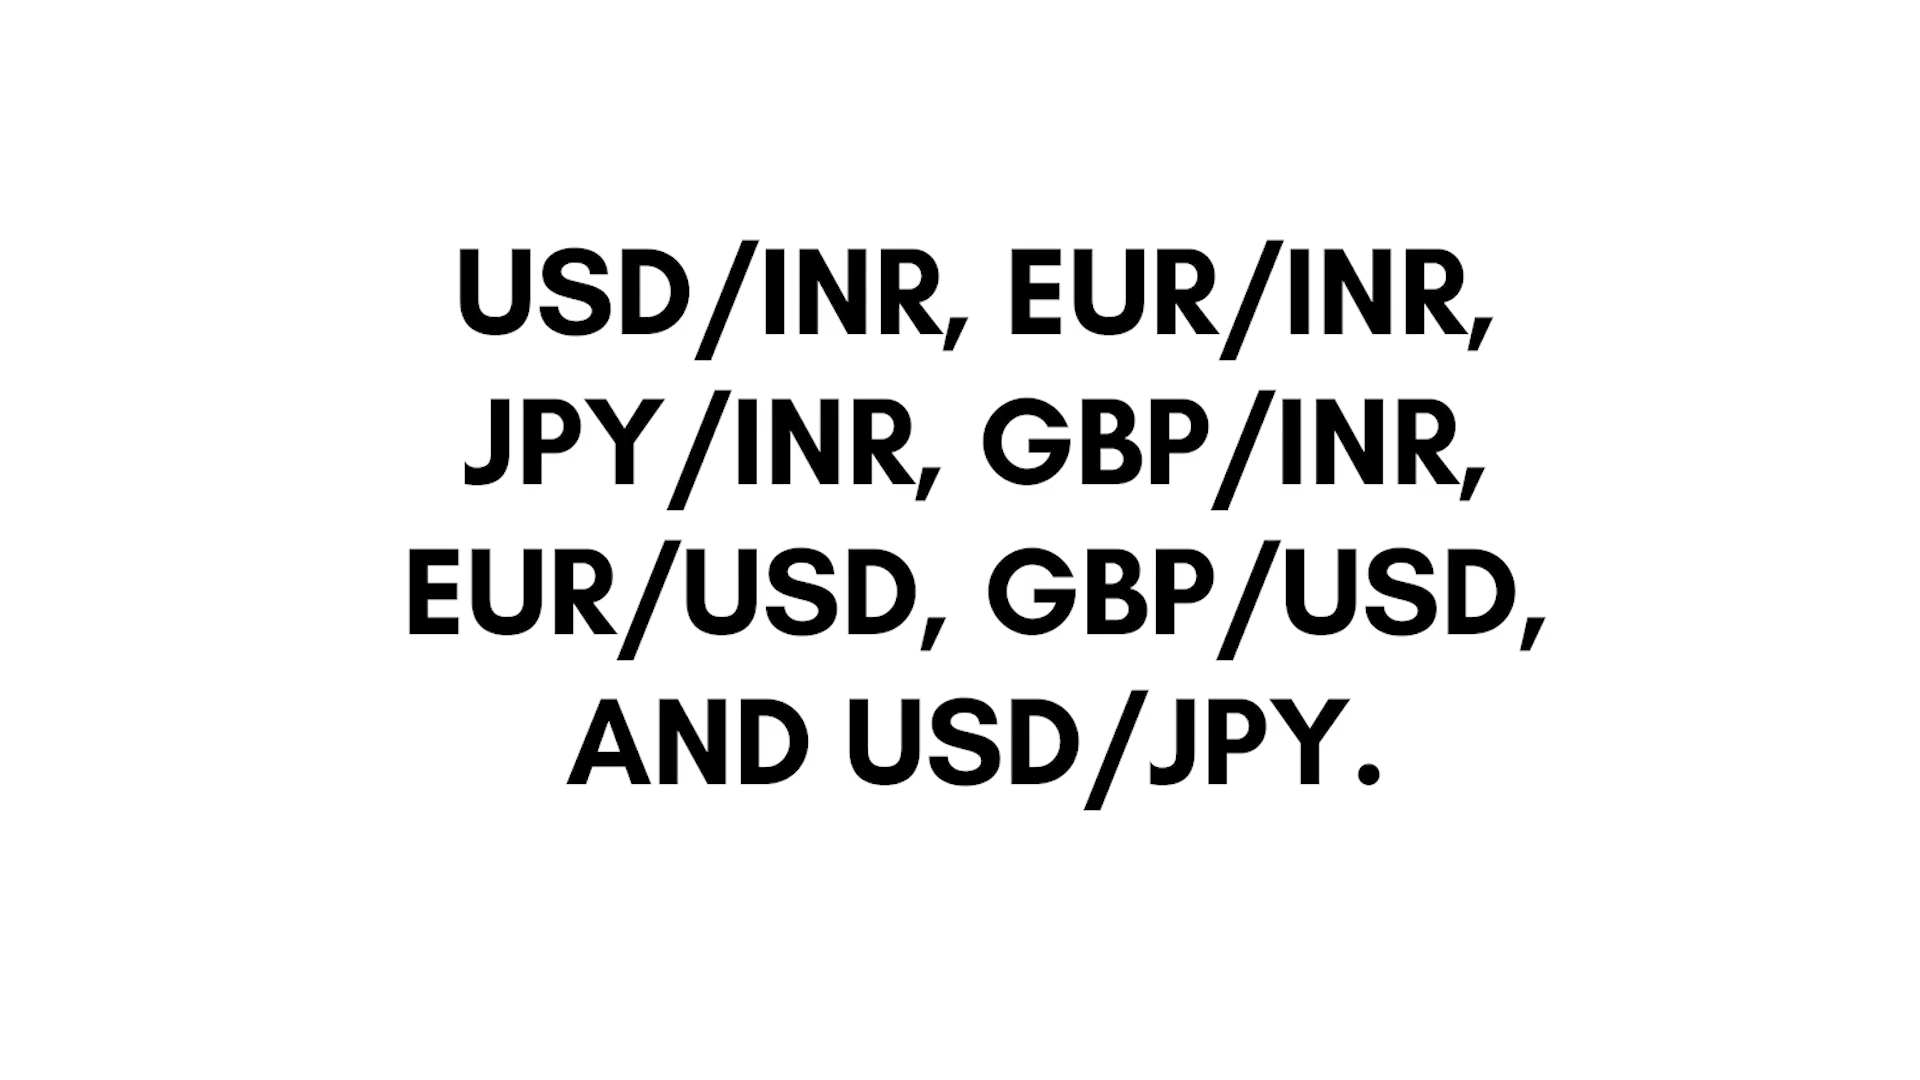 USD/INR, EUR/INR,
JPY/INR, GBP/INR,
EUR/USD, GBP/USD,
AND USD/JPY.